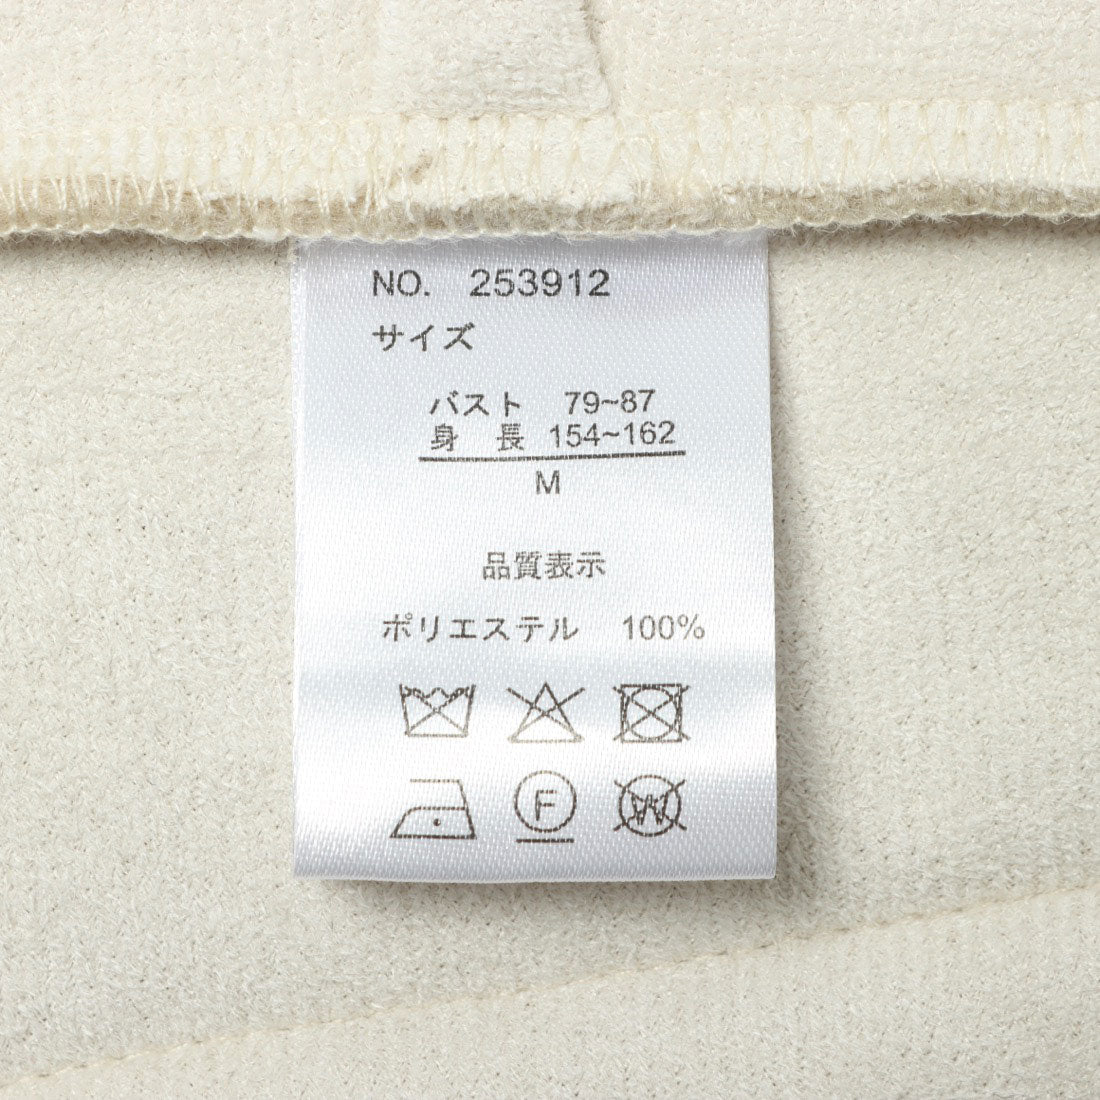 NO. 253912
サイズ
バスト 79~87
身 長 154~162
M
品質表示
ポリエステル 100%
F
W